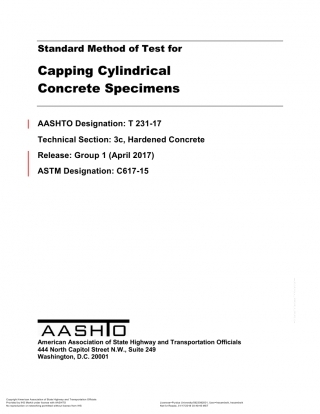 Standard Method of Test for
Capping Cylindrical
Concrete Specimens
AASHTO Designation: T 231-17
Technical Section: 3c, Hardened Concrete
Release: Group 1 (April 2017)
ASTM Designation: C617-15
AASHTO
American Association of State Highway and Transportation Officials
444 North Capitol Street N.W., Suite 249
Washington, D.C. 20001